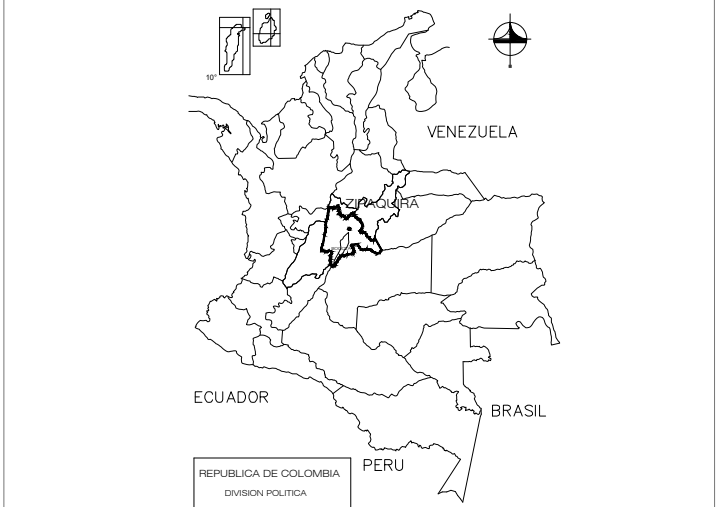 10°
VENEZUELA
ZIPAQUIRA
ECUADOR
BRASIL
PERU
REPUBLICA DE COLOMBIA
DIVISION POLITICA